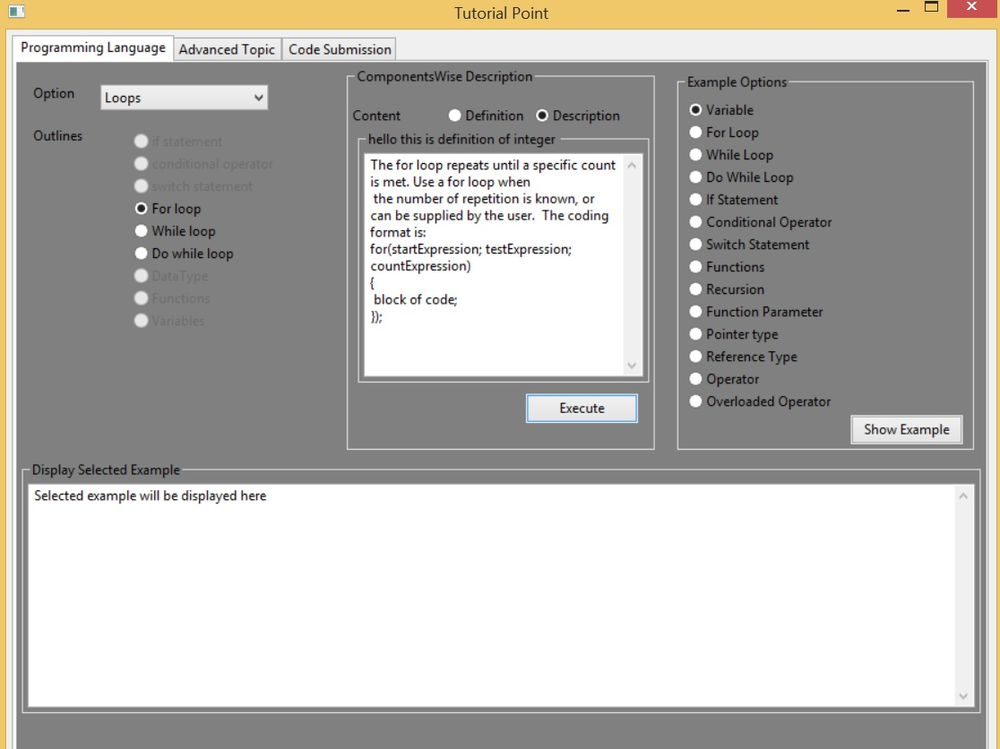 Tutorial Point
Programming Language
Advanced Topic
Code Submission
Option
Loops
Outlines
if statement
conditional operator
switch statement
For loop
While loop
Do while loop
DataType
Functions
Variables
ComponentsWise Description
Content
Definition
Description
hello this is definition of integer
The for loop repeats until a specific count
is met. Use a for loop when
the number of repetition is known, or
can be supplied by the user.  The coding
format is:
for(startExpression; testExpression;
countExpression)
{
block of code;
});
Execute
Example Options
Variable
For Loop
While Loop
Do While Loop
If Statement
Conditional Operator
Switch Statement
Functions
Recursion
Function Parameter
Pointer type
Reference Type
Operator
Overloaded Operator
Show Example
Display Selected Example
Selected example will be displayed here